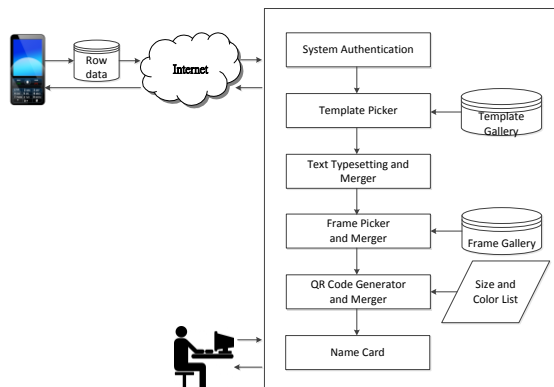 Row
data
Internet
System Authentication
Template Picker
Template
Gallery
Text Typesetting and
Merger
Frame Picker
and Merger
Frame Gallery
QR Code Generator
and Merger
Size and
Color List
Name Card